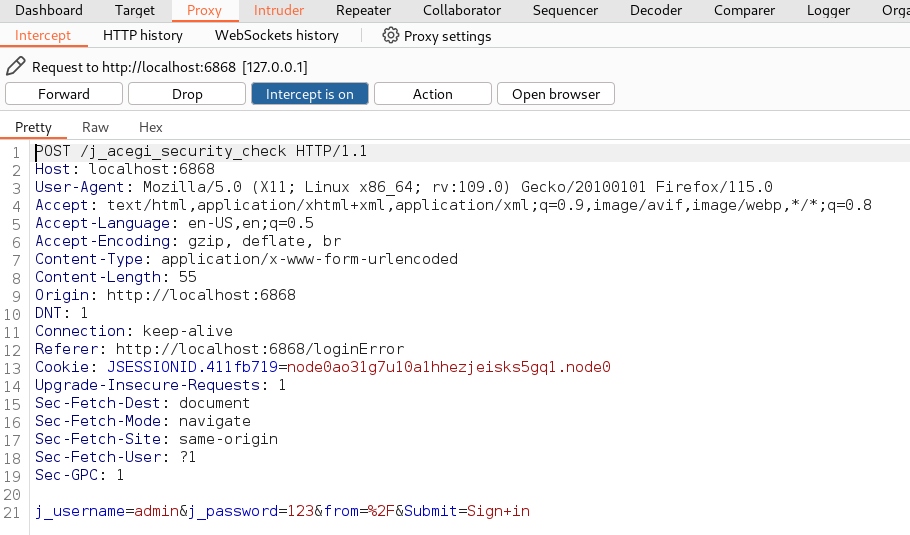 Dashboard Target Proxy Intruder Repeater Collaborator Sequencer Decoder Comparer Logger Orga
Intercept HTTP history WebSockets history Proxy settings
Request to http://localhost:6868 [127.0.0.1]
Forward Drop Intercept is on Action Open browser
Pretty Raw Hex
1 POST /j_acegi_security_check HTTP/1.1
2 Host: localhost:6868
3 User-Agent: Mozilla/5.0 (X11; Linux x86_64; rv:109.0) Gecko/20100101 Firefox/115.0
4 Accept: text/html,application/xhtml+xml,application/xml;q=0.9,image/avif,image/webp,*/*;q=0.8
5 Accept-Language: en-US,en;q=0.5
6 Accept-Encoding: gzip, deflate, br
7 Content-Type: application/x-www-form-urlencoded
8 Content-Length: 55
9 Origin: http://localhost:6868
10 DNT: 1
11 Connection: keep-alive
12 Referer: http://localhost:6868/loginError
13 Cookie: JSESSIONID.411fb719=node0ao31g7u10a1hhezjeisks5gq1.node0
14 Upgrade-Insecure-Requests: 1
15 Sec-Fetch-Dest: document
16 Sec-Fetch-Mode: navigate
17 Sec-Fetch-Site: same-origin
18 Sec-Fetch-User: ?1
19 Sec-GPC: 1
20
21 j_username=admin&j_password=123&from=%2F&Submit=Sign+in